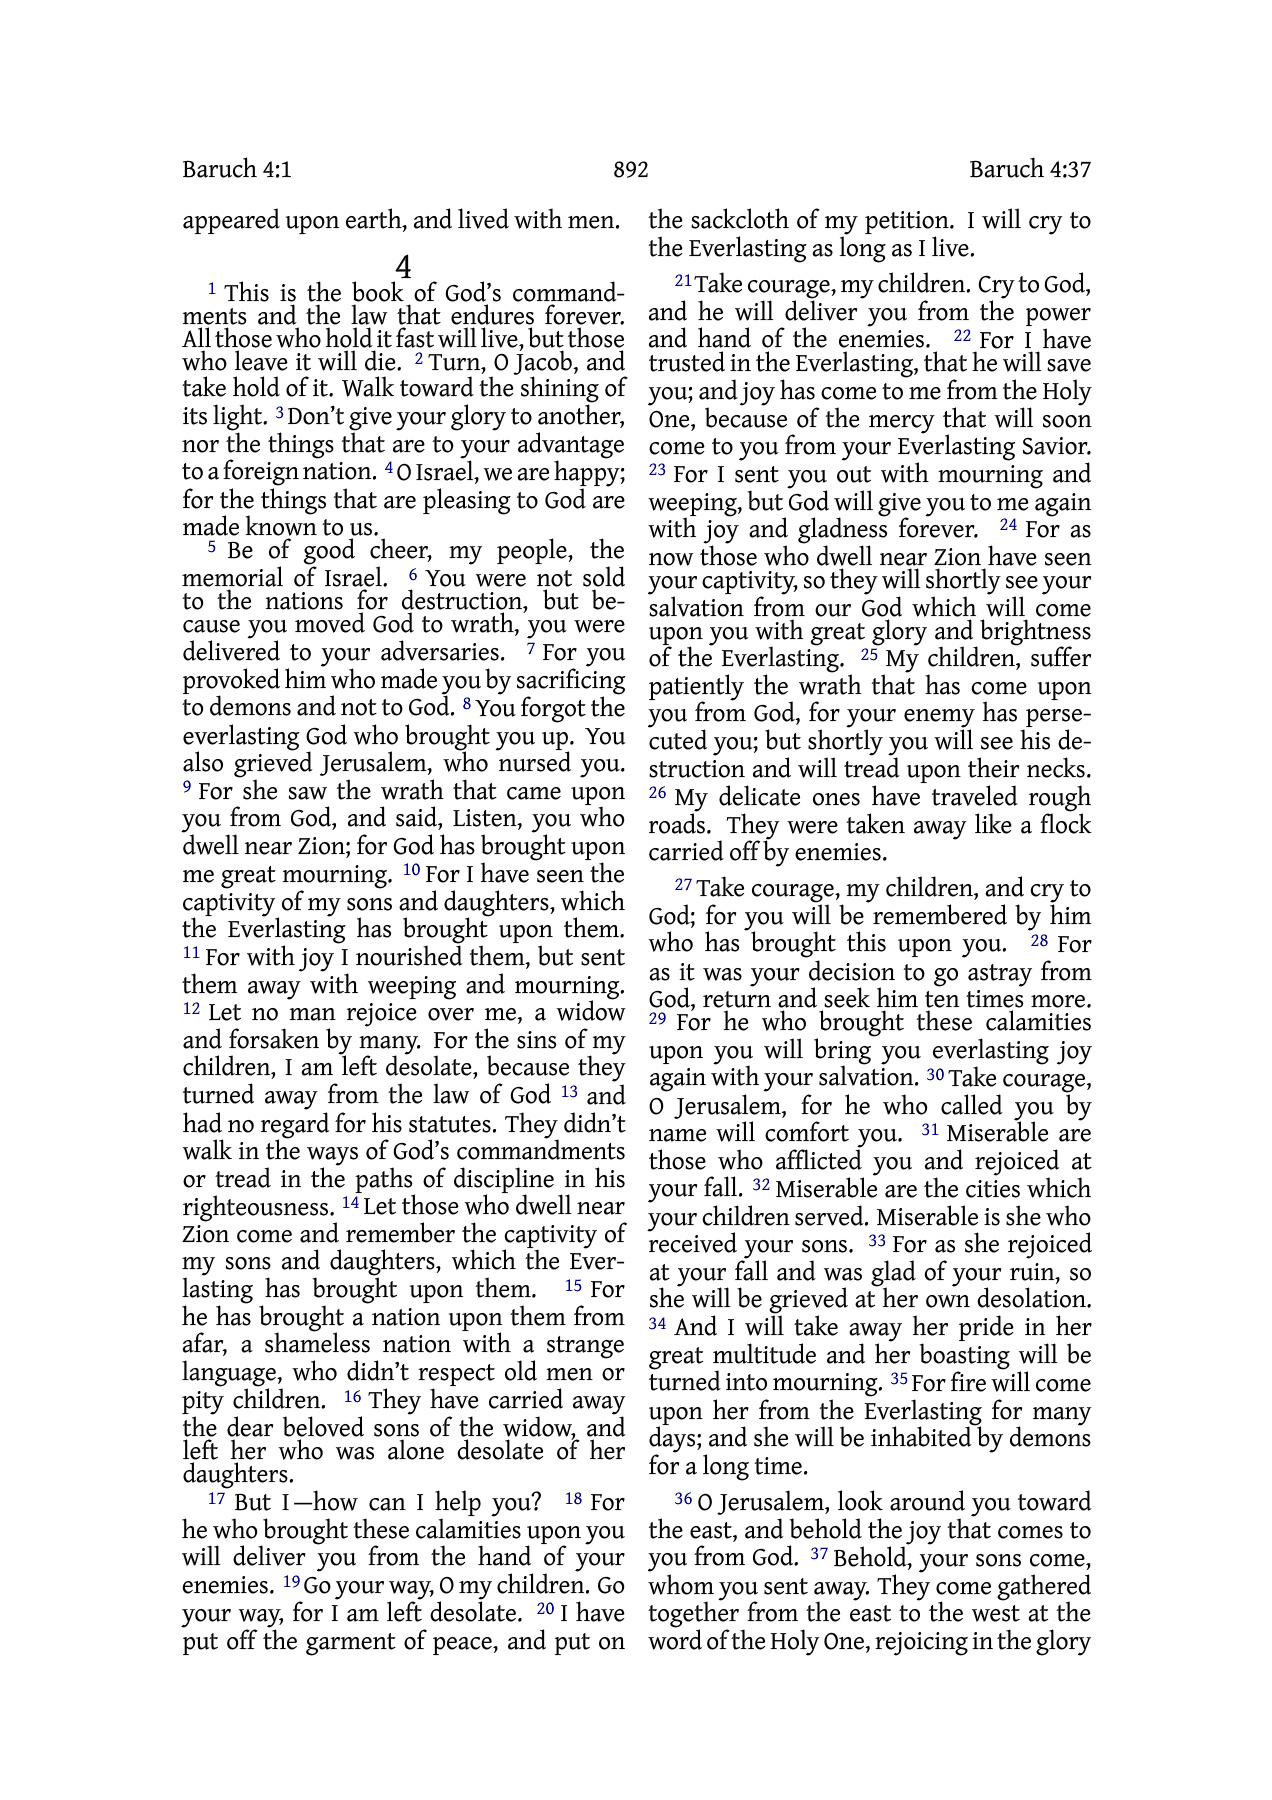 Baruch 4:1
892
Baruch 4:37
appeared upon earth, and lived with men.
4
1 This is the book of God’s command-
ments and the law that endures forever.
All those who hold it fast will live, but those
who leave it will die. 2 Turn, O Jacob, and
take hold of it. Walk toward the shining of
its light. 3 Don’t give your glory to another,
nor the things that are to your advantage
to a foreign nation. 4 O Israel, we are happy;
for the things that are pleasing to God are
made known to us.
5 Be of good cheer, my people, the
memorial of Israel. 6 You were not sold
to the nations for destruction, but be-
cause you moved God to wrath, you were
delivered to your adversaries. 7 For you
provoked him who made you by sacrificing
to demons and not to God. 8 You forgot the
everlasting God who brought you up. You
also grieved Jerusalem, who nursed you.
9 For she saw the wrath that came upon
you from God, and said, Listen, you who
dwell near Zion; for God has brought upon
me great mourning. 10 For I have seen the
captivity of my sons and daughters, which
the Everlasting has brought upon them.
11 For with joy I nourished them, but sent
them away with weeping and mourning.
12 Let no man rejoice over me, a widow
and forsaken by many. For the sins of my
children, I am left desolate, because they
turned away from the law of God 13 and
had no regard for his statutes. They didn’t
walk in the ways of God’s commandments
or tread in the paths of discipline in his
righteousness. 14 Let those who dwell near
Zion come and remember the captivity of
my sons and daughters, which the Ever-
lasting has brought upon them. 15 For
he has brought a nation upon them from
afar, a shameless nation with a strange
language, who didn’t respect old men or
pity children. 16 They have carried away
the dear beloved sons of the widow, and
left her who was alone desolate of her
daughters.
17 But I—how can I help you? 18 For
he who brought these calamities upon you
will deliver you from the hand of your
enemies. 19 Go your way, O my children. Go
your way, for I am left desolate. 20 I have
put off the garment of peace, and put on
the sackcloth of my petition. I will cry to
the Everlasting as long as I live.
21 Take courage, my children. Cry to God,
and he will deliver you from the power
and hand of the enemies. 22 For I have
trusted in the Everlasting, that he will save
you; and joy has come to me from the Holy
One, because of the mercy that will soon
come to you from your Everlasting Savior.
23 For I sent you out with mourning and
weeping, but God will give you to me again
with joy and gladness forever. 24 For as
now those who dwell near Zion have seen
your captivity, so they will shortly see your
salvation from our God which will come
upon you with great glory and brightness
of the Everlasting. 25 My children, suffer
patiently the wrath that has come upon
you from God, for your enemy has perse-
cuted you; but shortly you will see his de-
struction and will tread upon their necks.
26 My delicate ones have traveled rough
roads. They were taken away like a flock
carried off by enemies.
27 Take courage, my children, and cry to
God; for you will be remembered by him
who has brought this upon you. 28 For
as it was your decision to go astray from
God, return and seek him ten times more.
29 For he who brought these calamities
upon you will bring you everlasting joy
again with your salvation. 30 Take courage,
O Jerusalem, for he who called you by
name will comfort you. 31 Miserable are
those who afflicted you and rejoiced at
your fall. 32 Miserable are the cities which
your children served. Miserable is she who
received your sons. 33 For as she rejoiced
at your fall and was glad of your ruin, so
she will be grieved at her own desolation.
34 And I will take away her pride in her
great multitude and her boasting will be
turned into mourning. 35 For fire will come
upon her from the Everlasting for many
days; and she will be inhabited by demons
for a long time.
36 O Jerusalem, look around you toward
the east, and behold the joy that comes to
you from God. 37 Behold, your sons come,
whom you sent away. They come gathered
together from the east to the west at the
word of the Holy One, rejoicing in the glory